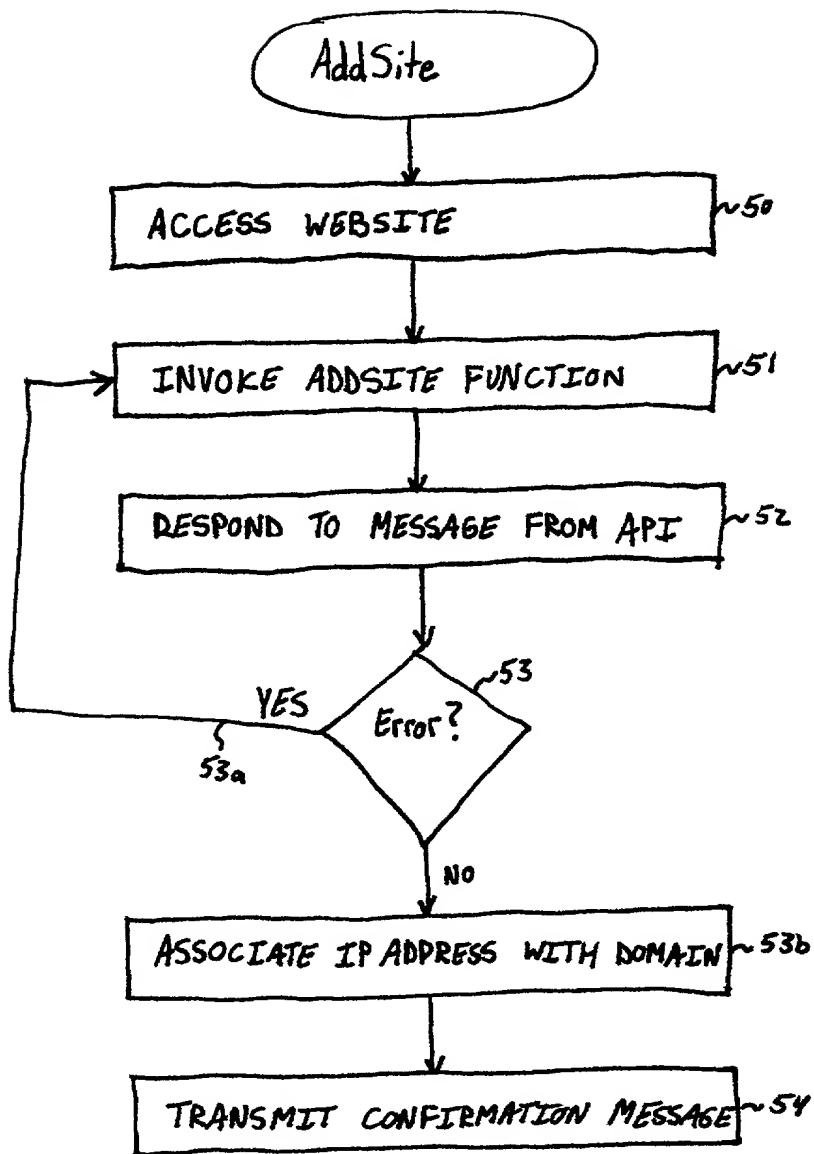 AddSite
ACCESS WEBSITE
50
INVOKE ADDSITE FUNCTION
51
RESPOND TO MESSAGE FROM API
52
53
Error?
YES
53a
NO
ASSOCIATE IP ADDRESS WITH DOMAIN
53b
TRANSMIT CONFIRMATION MESSAGE
54